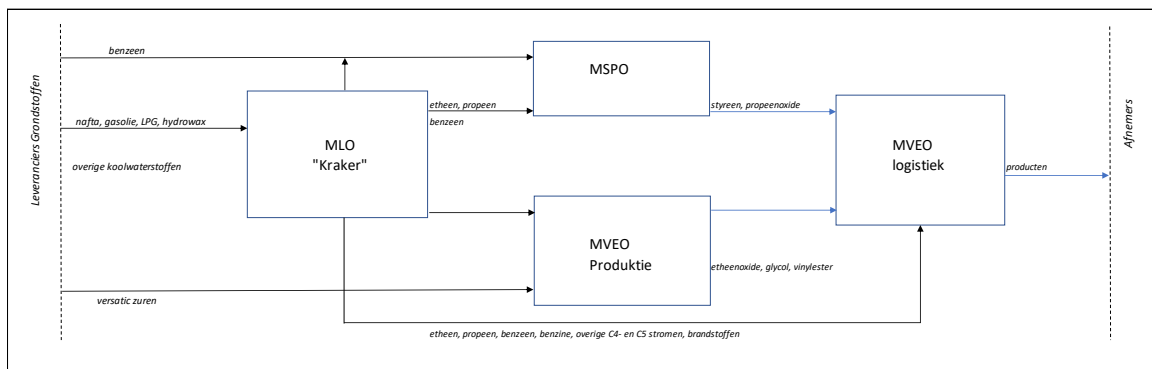 Leveranciers Grondstoffen
benzeen
nafta, gasolie, LPG, hydrowax
overige koolwaterstoffen
versatic zuren
MLO
"Kraker"
etheen, propeen
benzeen
MSPO
styreen, propeenoxide
MVEO
Produktie
etheenoxide, glycol, vinylester
etheen, propeen, benzeen, benzine, overige C4- en C5 stromen, brandstoffen
MVEO
logistiek
producten
Afnemers